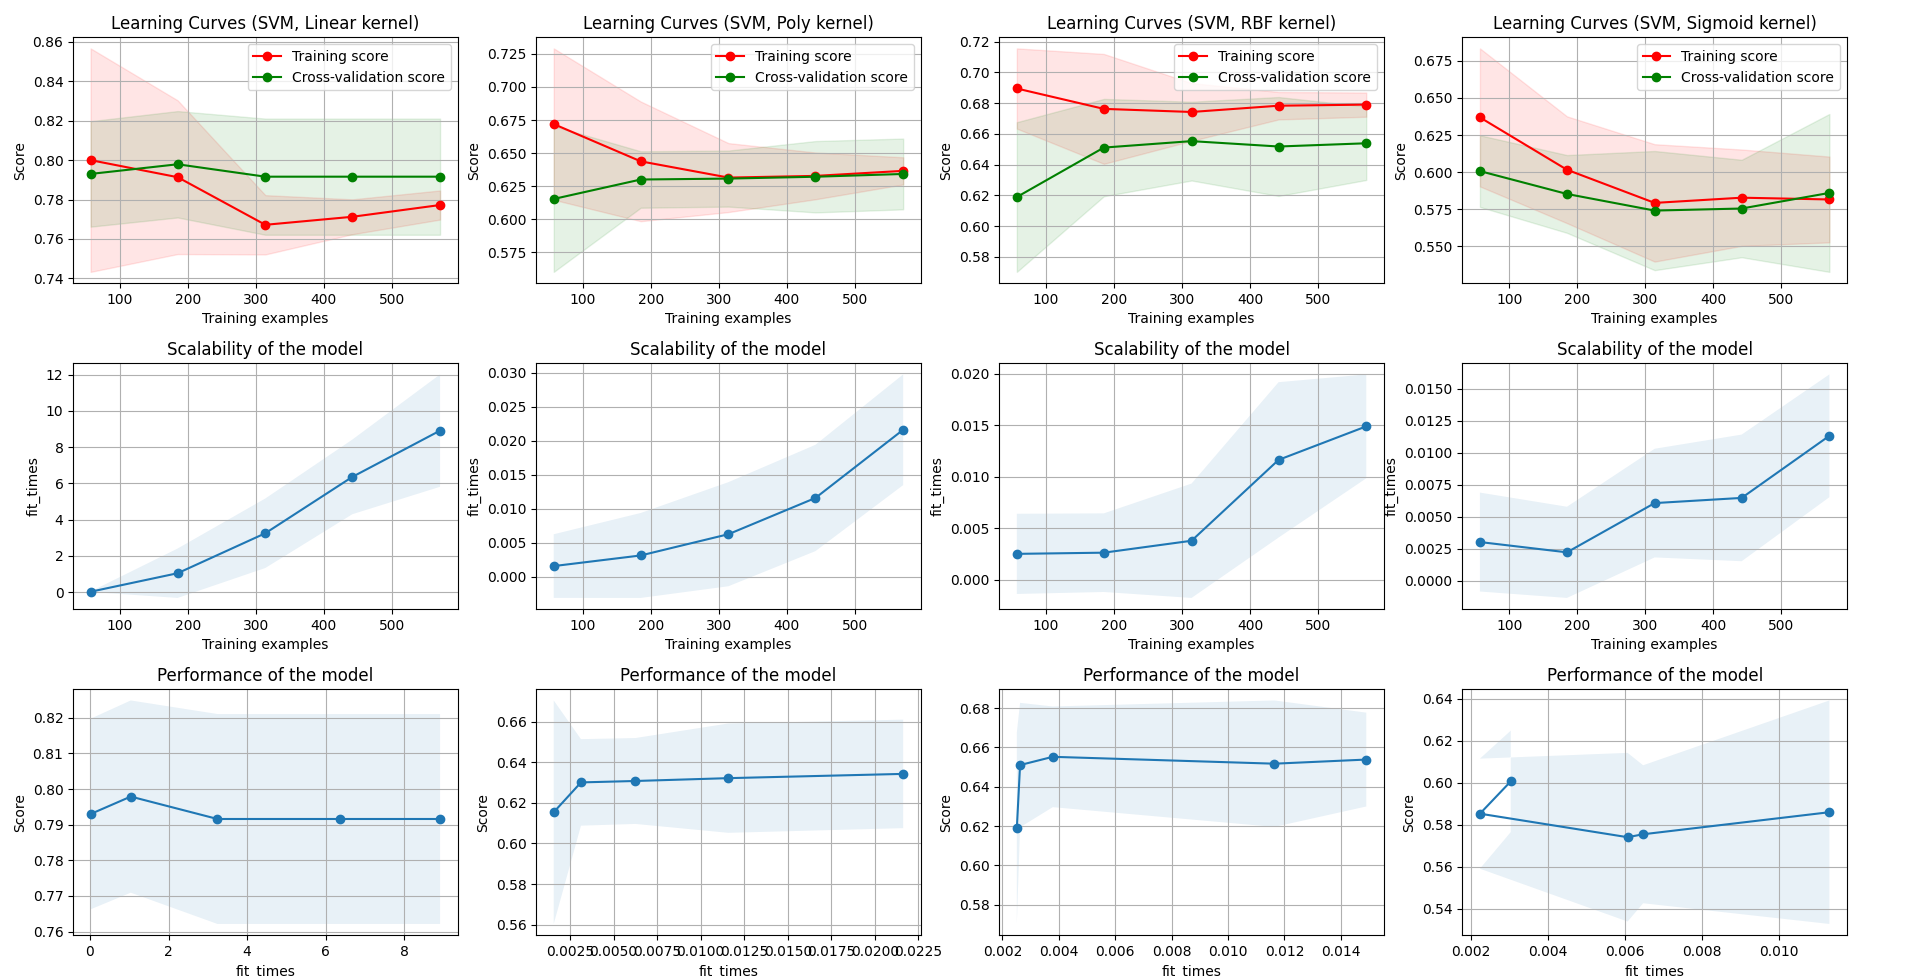 Learning Curves (SVM, Linear kernel)
0.86
0.84
0.82
0.80
0.78
0.76
0.74
Score
Training score
Cross-validation score
100 200 300 400 500
Training examples
Learning Curves (SVM, Poly kernel)
0.725
0.700
0.675
0.650
0.625
0.600
0.575
Score
Training score
Cross-validation score
100 200 300 400 500
Training examples
Learning Curves (SVM, RBF kernel)
0.72
0.70
0.68
0.66
0.64
0.62
0.60
0.58
Score
Training score
Cross-validation score
100 200 300 400 500
Training examples
Learning Curves (SVM, Sigmoid kernel)
0.675
0.650
0.625
0.600
0.575
0.550
Score
Training score
Cross-validation score
100 200 300 400 500
Training examples
Scalability of the model
12
10
8
6
4
2
0
fit_times
100 200 300 400 500
Training examples
Scalability of the model
0.030
0.025
0.020
0.015
0.010
0.005
0.000
fit_times
100 200 300 400 500
Training examples
Scalability of the model
0.020
0.015
0.010
0.005
0.000
fit_times
100 200 300 400 500
Training examples
Scalability of the model
0.0150
0.0125
0.0100
0.0075
0.0050
0.0025
0.0000
fit_times
100 200 300 400 500
Training examples
Performance of the model
0.82
0.81
0.80
0.79
0.78
0.77
0.76
Score
0 2 4 6 8
fit_times
Performance of the model
0.66
0.64
0.62
0.60
0.58
0.56
Score
0.0025 0.0050 0.0075 0.0100 0.0125 0.0150 0.0175 0.0200 0.0225
fit_times
Performance of the model
0.68
0.66
0.64
0.62
0.60
0.58
Score
0.002 0.004 0.006 0.008 0.010 0.012 0.014
fit_times
Performance of the model
0.64
0.62
0.60
0.58
0.56
0.54
Score
0.002 0.004 0.006 0.008 0.010
fit_times